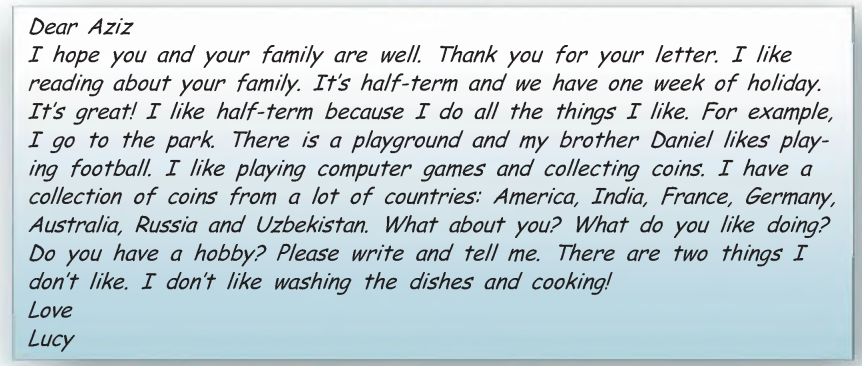 Dear Aziz
I hope you and your family are well. Thank you for your letter. I like
reading about your family. It's half-term and we have one week of holiday.
It's great! I like half-term because I do all the things I like. For example,
I go to the park. There is a playground and my brother Daniel likes play-
ing football. I like playing computer games and collecting coins. I have a
collection of coins from a lot of countries: America, India, France, Germany,
Australia, Russia and Uzbekistan. What about you? What do you like doing?
Do you have a hobby? Please write and tell me. There are two things I
don't like. I don't like washing the dishes and cooking!
Love
Lucy